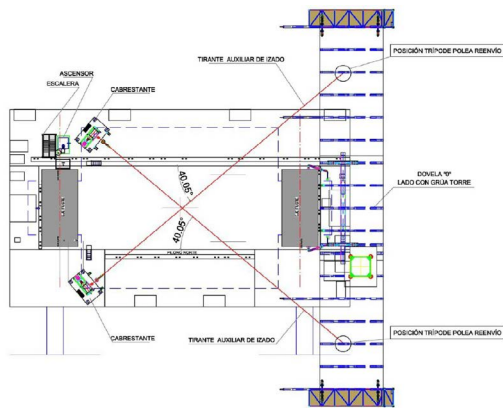 POSICIÓN TRÍPODE POLEA REENVÍO
TIRANTE AUXILIAR DE IZADO
ASCENSOR
ESCALERA
CABRESTANTE
DOVELA "0"
LADO CON GRÚA TORRE
40.05°
40.05°
CABRESTANTE
TIRANTE AUXILIAR DE IZADO
POSICIÓN TRÍPODE POLEA REENVÍO